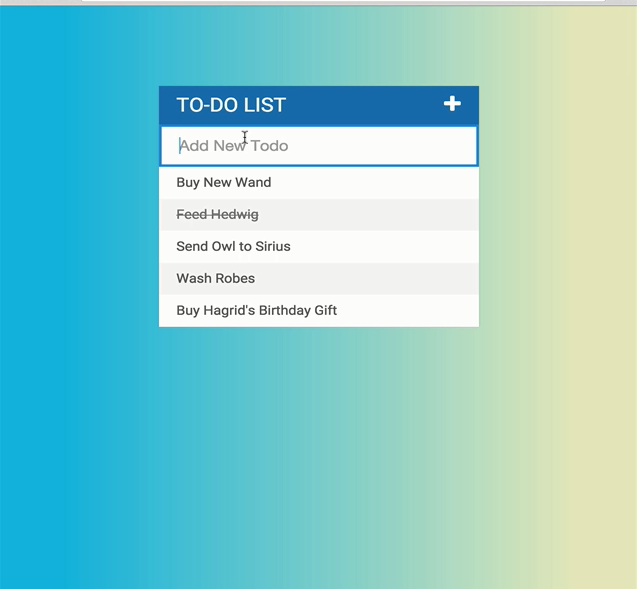 TO-DO LIST
Add New Todo
Buy New Wand
Feed Hedwig
Send Owl to Sirius
Wash Robes
Buy Hagrid's Birthday Gift